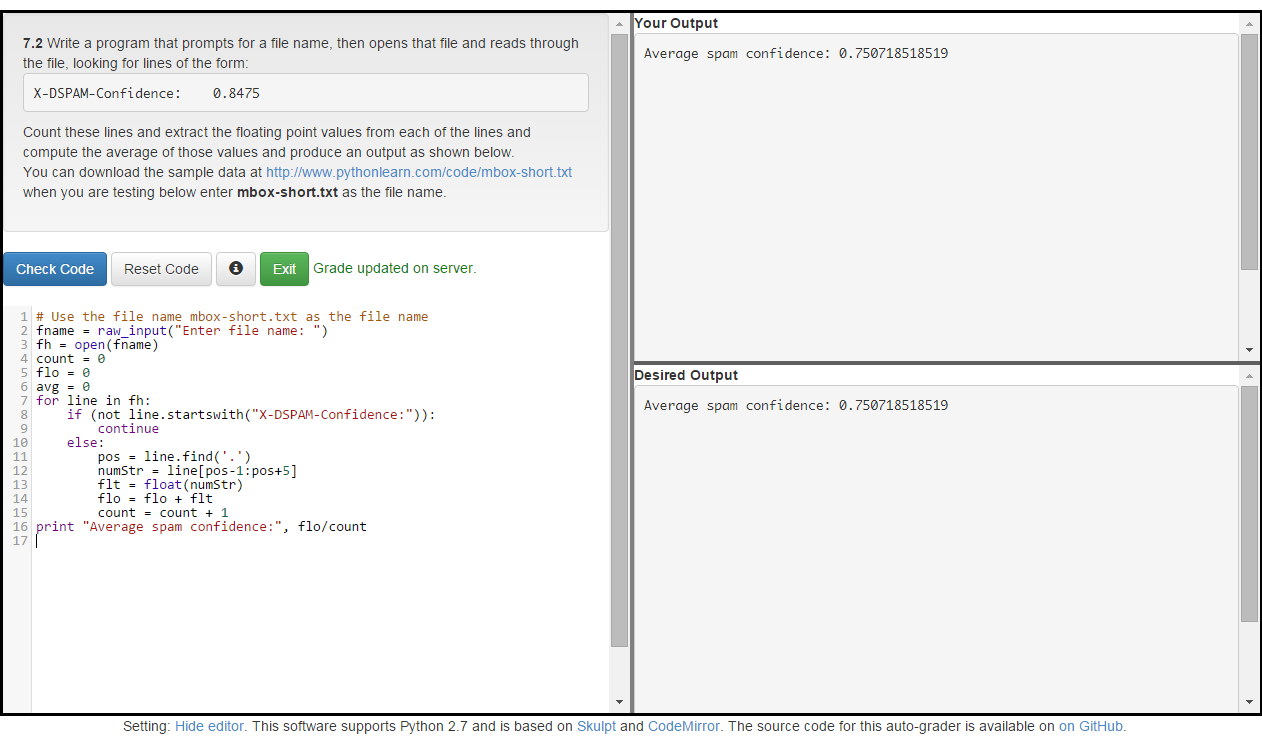 7.2 Write a program that prompts for a file name, then opens that file and reads through
the file, looking for lines of the form:
X-DSPAM-Confidence:    0.8475
Count these lines and extract the floating point values from each of the lines and
compute the average of those values and produce an output as shown below.
You can download the sample data at http://www.pythonlearn.com/code/mbox-short.txt
when you are testing below enter mbox-short.txt as the file name.
Check Code Reset Code Exit Grade updated on server.
1 # Use the file name mbox-short.txt as the file name
2 fname = raw_input("Enter file name: ")
3 fh = open(fname)
4 count = 0
5 flo = 0
6 avg = 0
7 for line in fh:
8     if (not line.startswith("X-DSPAM-Confidence:")):
9         continue
10     else:
11         pos = line.find('.')
12         numStr = line[pos-1:pos+5]
13         flt = float(numStr)
14         flo = flo + flt
15         count = count + 1
16 print "Average spam confidence:", flo/count
17
Your Output
Average spam confidence: 0.750718518519
Desired Output
Average spam confidence: 0.750718518519
Setting: Hide editor. This software supports Python 2.7 and is based on Skulpt and CodeMirror. The source code for this auto-grader is available on on GitHub.